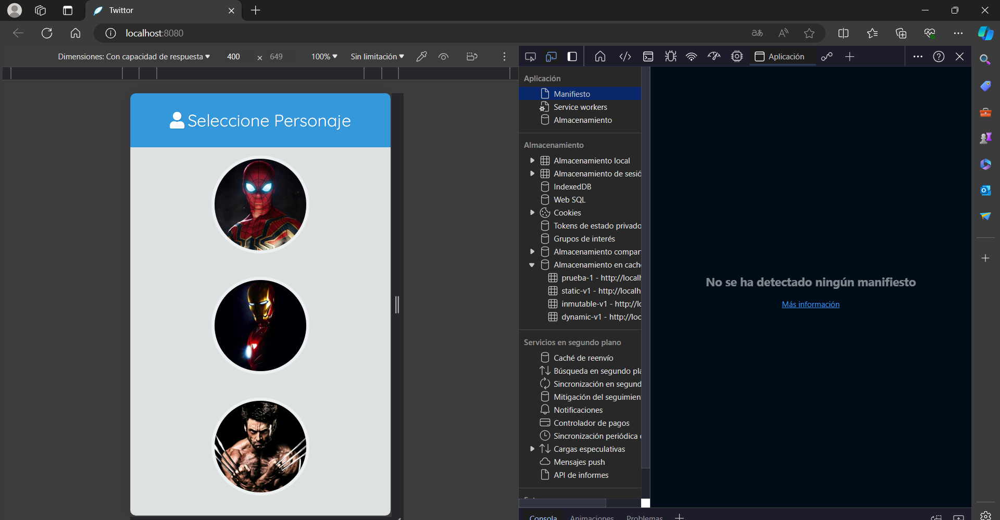 Twittor
localhost:8080
Dimensiones: Con capacidad de respuesta
400
×
649
100%
Sin limitación
Aplicación
Seleccione Personaje
Aplicación
Manifiesto
Service workers
Almacenamiento
Almacenamiento
Almacenamiento local
Almacenamiento de sesió
IndexedDB
Web SQL
Cookies
Tokens de estado privado
Grupos de interés
Almacenamiento compar
Almacenamiento en cach
prueba-1 - http://localh
static-v1 - http://localh
inmutable-v1 - http://lo
dynamic-v1 - http://loc
Servicios en segundo plano
Caché de reenvío
Búsqueda en segundo pla
Sincronización en segund
Mitigación del seguimien
Notificaciones
Controlador de pagos
Sincronización periódica
Cargas especulativas
Mensajes push
API de informes
No se ha detectado ningún manifiesto
Más información
Consola
Animaciones
Problemas